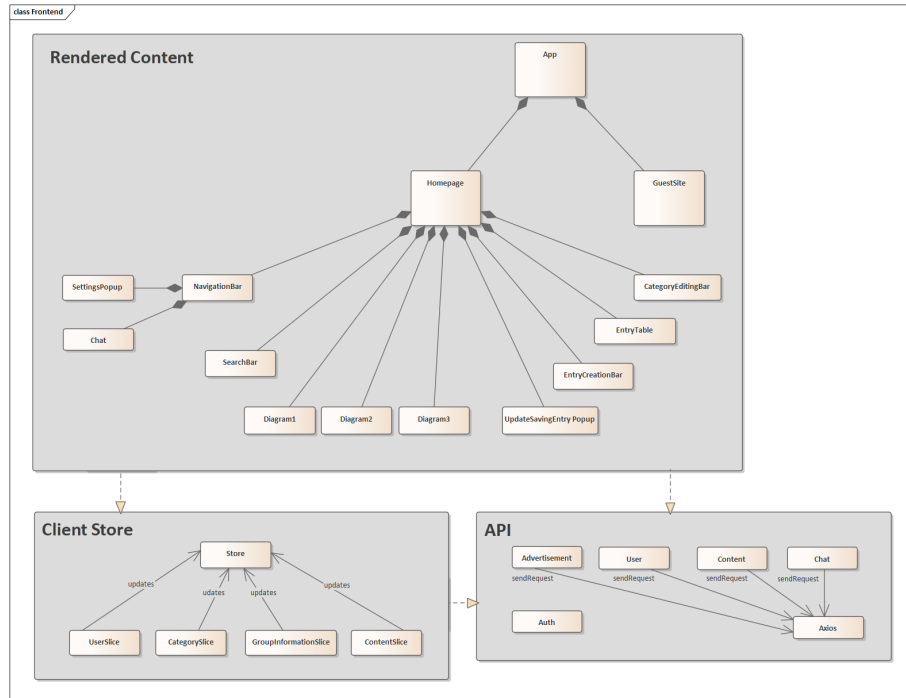 class Frontend
Rendered Content
App
Homepage
GuestSite
SettingsPopup
NavigationBar
CategoryEditingBar
Chat
EntryTable
SearchBar
EntryCreationBar
Diagram1
Diagram2
Diagram3
UpdateSavingEntry Popup
Client Store
Store
updates
udates
updates
updates
UserSlice
CategorySlice
GroupInformationSlice
ContentSlice
API
Advertisement
User
Content
Chat
sendRequest
sendRequest
sendRequest
sendRequest
Auth
Axios